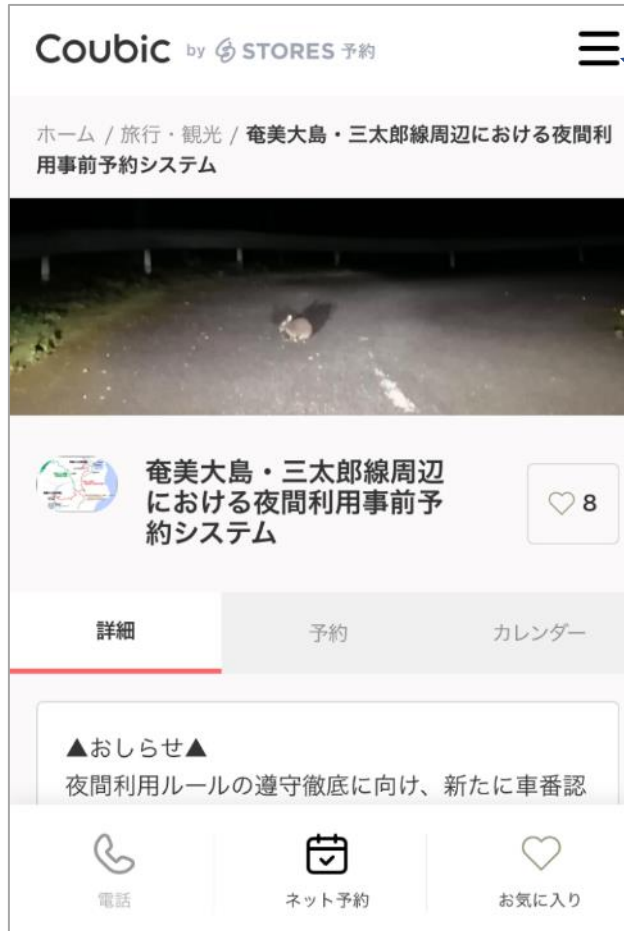 Coubic by STORES 予約
ホーム / 旅行・観光 / 奄美大島・三太郎線周辺における夜間利
用事前予約システム
奄美大島・三太郎線周辺
における夜間利用事前予
約システム
8
詳細
予約
カレンダー
▲おしらせ▲
夜間利用ルールの遵守徹底に向け、新たに車番認
電話
ネット予約
お気に入り